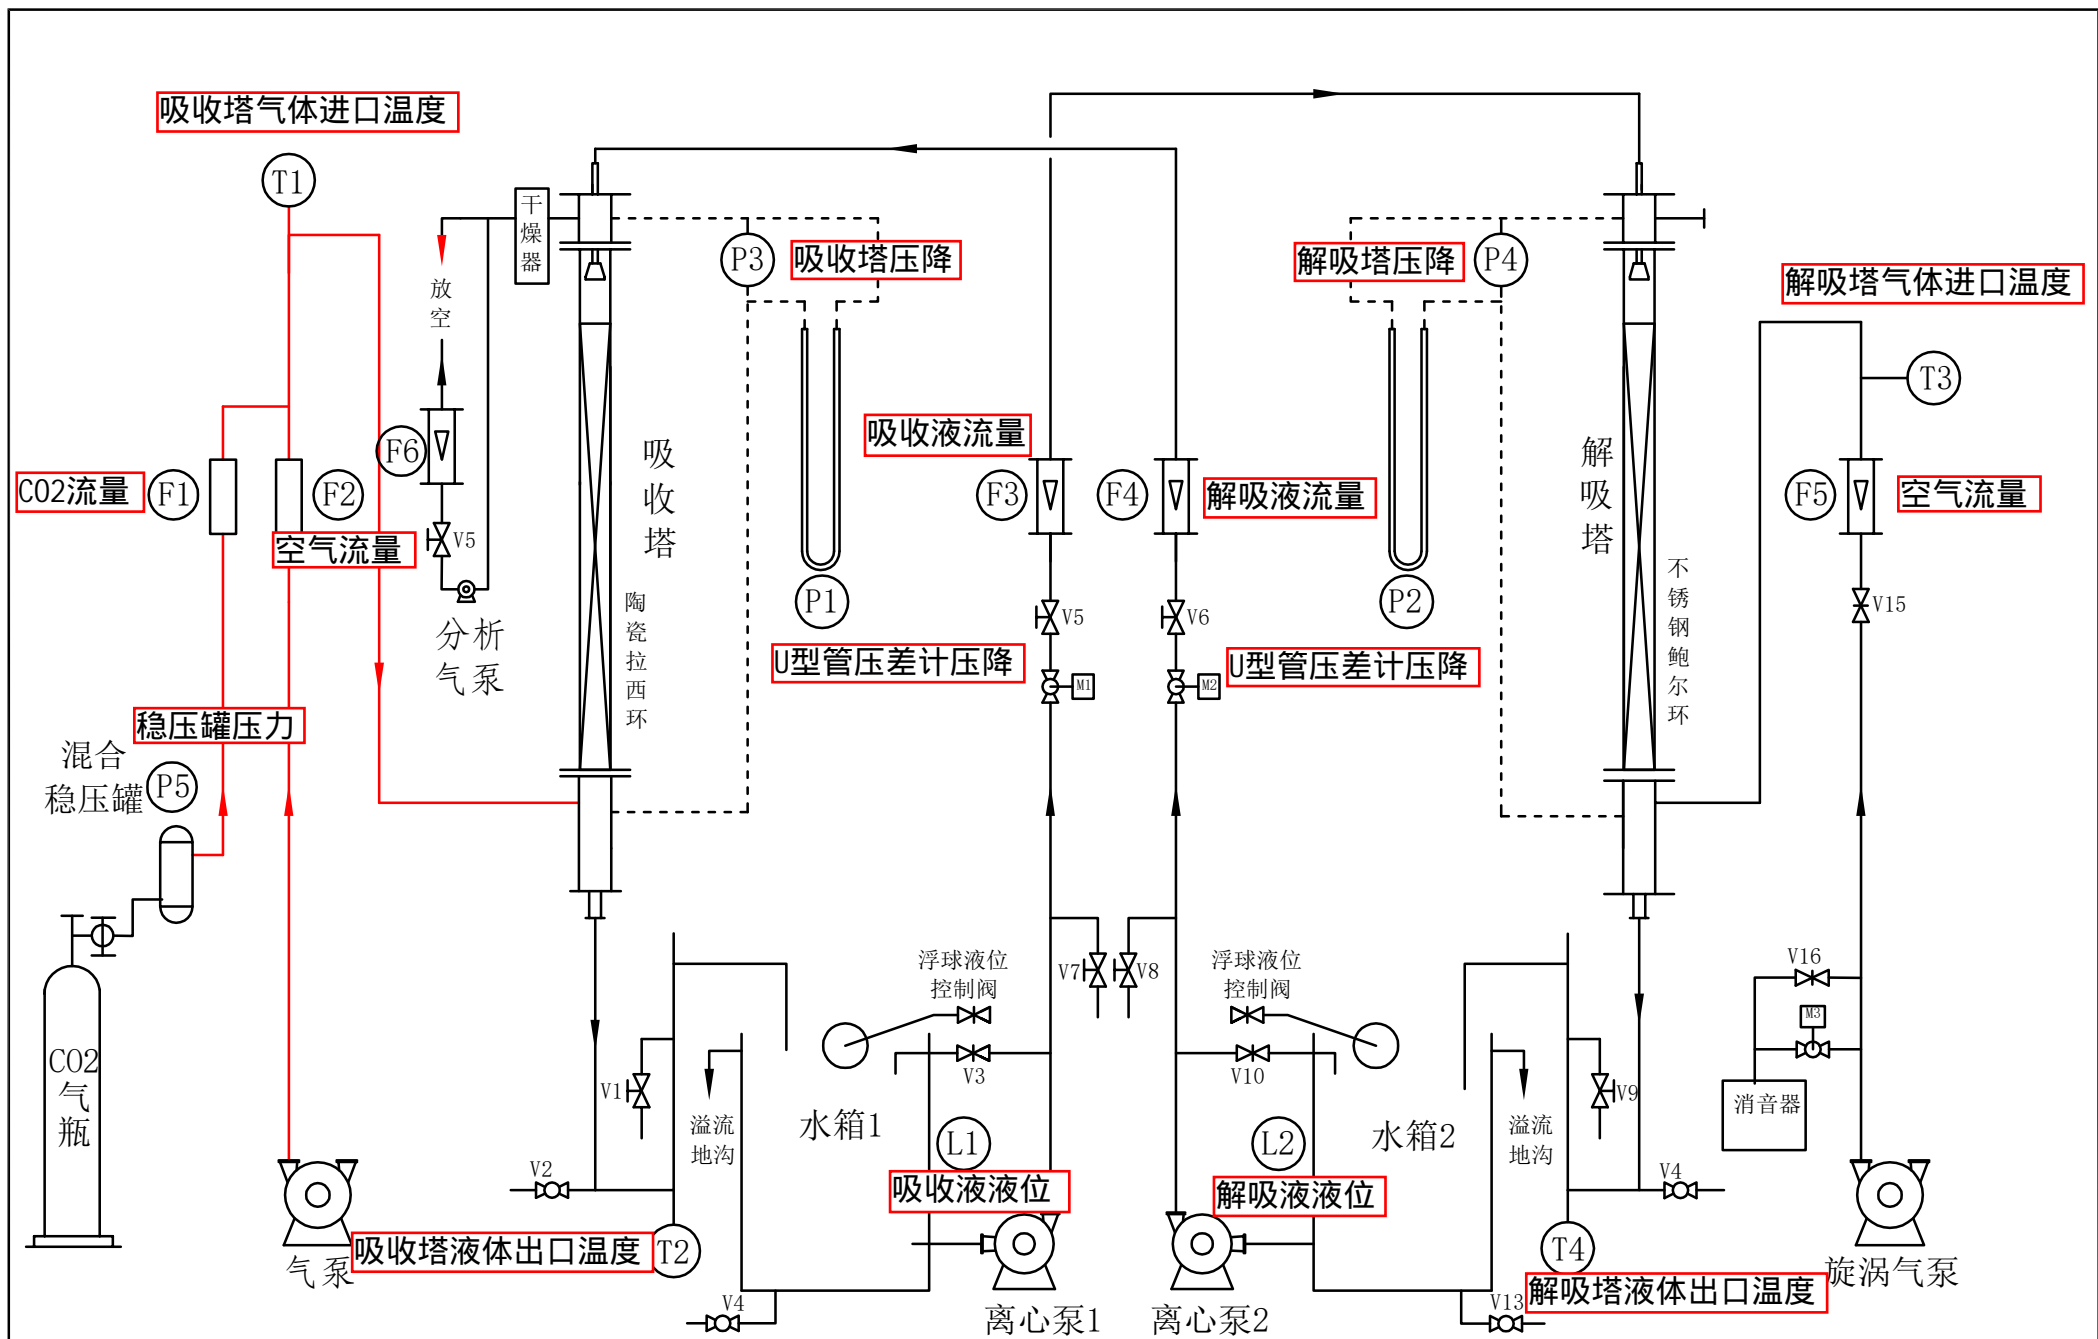 吸收塔气体进口温度
T1
干
燥
器
P3
吸收塔压降
解吸塔压降
P4
解吸塔气体进口温度
放
空
T3
F6
吸
收
塔
吸收液流量
解
吸
塔
CO2流量
F1
F2
F3
F4
解吸液流量
F5
空气流量
空气流量
V5
分析
气泵
陶
瓷
拉
西
环
P1
V5
V6
P2
不
锈
钢
鲍
尔
环
V15
U型管压差计压降
U型管压差计压降
M1
M2
稳压罐压力
混合
稳压罐
P5
浮球液位
控制阀
V7
V8
浮球液位
控制阀
V16
M3
CO2
气
瓶
V1
V3
V10
V9
消音器
水箱1
水箱2
溢流
地沟
溢流
地沟
L1
L2
V2
吸收液液位
解吸液液位
V4
气泵
吸收塔液体出口温度
T2
T4
旋涡气泵
解吸塔液体出口温度
V4
V13
离心泵1
离心泵2